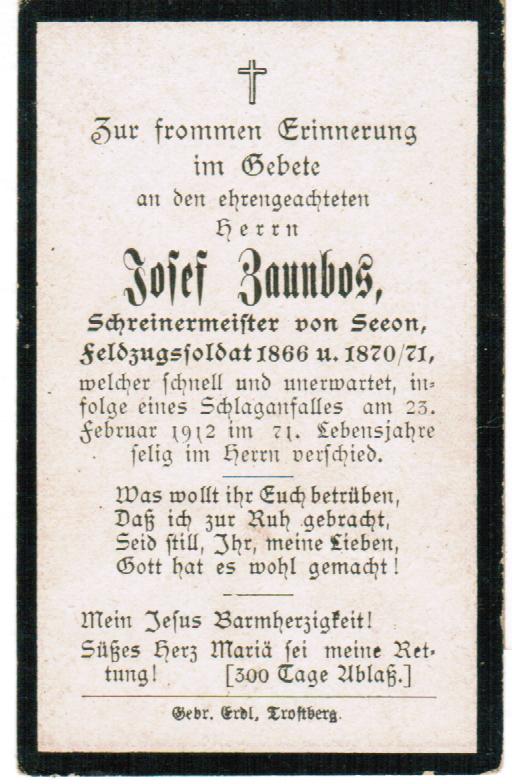 Zur frommen Erinnerung
im Gebete
an den ehrengeachteten
Herrn
Josef Zaunbos,
Schreinermeister von Seeon,
Feldzugssoldat 1866 u. 1870/71,
welcher schnell und unerwartet, in=
folge eines Schlaganfalles am 23.
Februar 1912 im 71. Lebensjahre
selig im Herrn verschied.
Was wollt ihr Euch betrüben,
Daß ich zur Ruh gebracht,
Seid still, Ihr, meine Lieben,
Gott hat es wohl gemacht!
Mein Jesus Barmherzigkeit!
Süßes Herz Mariä sei meine Ret=
tung! [300 Tage Ablaß.]
Gebr. Erdl, Trostberg.